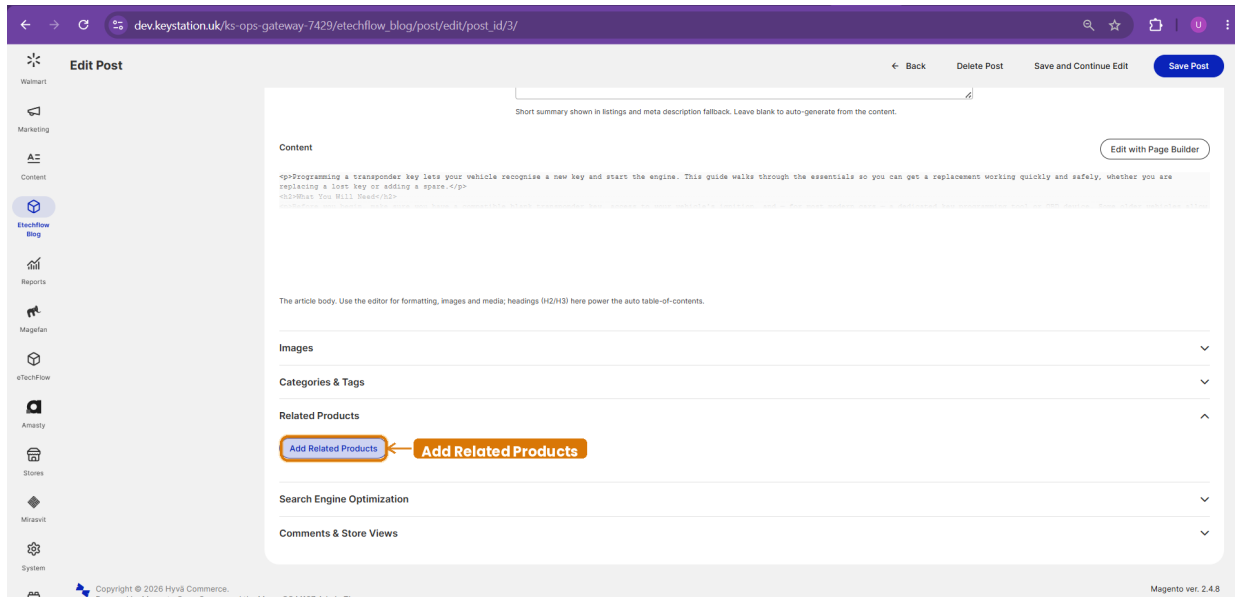 dev.keystation.uk/ks-ops-gateway-7429/etechflow_blog/post/edit/post_id/3/
U
Walmart
Marketing
Content
Etechflow
Blog
Reports
Magefan
eTechFlow
Amasty
Stores
Mirasvit
System
Edit Post
← Back
Delete Post
Save and Continue Edit
Save Post
Short summary shown in listings and meta description fallback. Leave blank to auto-generate from the content.
Content
Edit with Page Builder
<p>Programming a transponder key lets your vehicle recognise a new key and start the engine. This guide walks through the essentials so you can get a replacement working quickly and safely, whether you are
replacing a lost key or adding a spare.</p>
<h2>What You Will Need</h2>
The article body. Use the editor for formatting, images and media; headings (H2/H3) here power the auto table-of-contents.
Images
Categories & Tags
Related Products
Add Related Products
Add Related Products
Search Engine Optimization
Comments & Store Views
Copyright © 2026 Hyvä Commerce.
Magento ver. 2.4.8